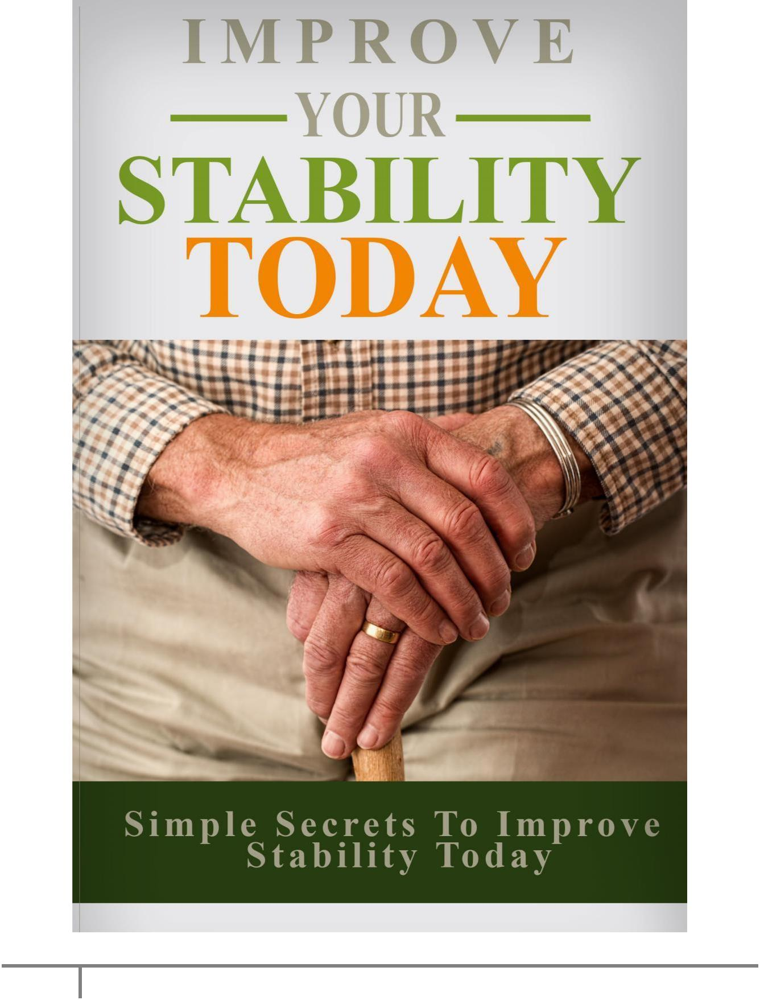 IMPROVE
YOUR
STABILITY
TODAY
Simple Secrets To Improve
Stability Today